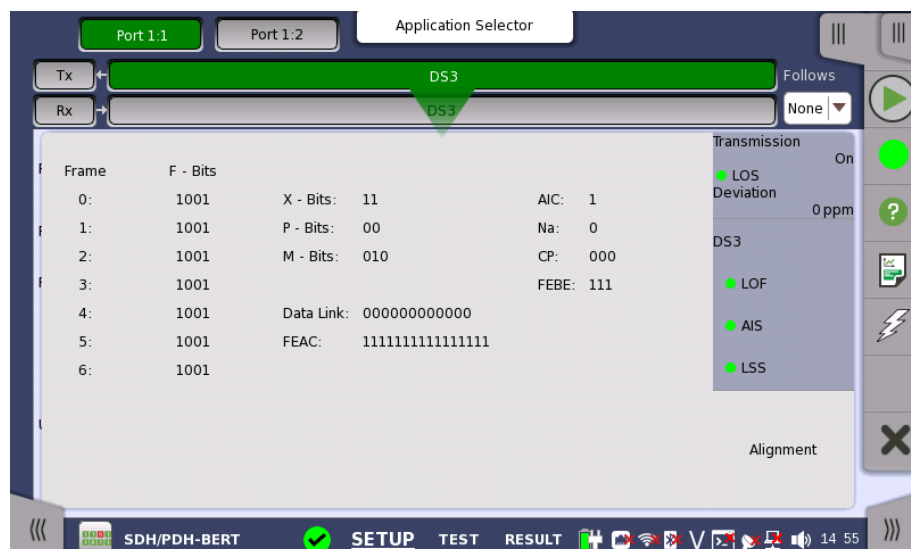 Port 1:1 Port 1:2 Application Selector
Tx DS3 Follows
Rx DS3 None
Transmission
On
LOS
Deviation
0 ppm
DS3
LOF
AIS
LSS
Alignment
Frame F - Bits
0: 1001 X - Bits: 11 AIC: 1
1: 1001 P - Bits: 00 Na: 0
2: 1001 M - Bits: 010 CP: 000
3: 1001 FEBE: 111
4: 1001 Data Link: 000000000000
5: 1001 FEAC: 1111111111111111
6: 1001
SDH/PDH-BERT SETUP TEST RESULT 14 55